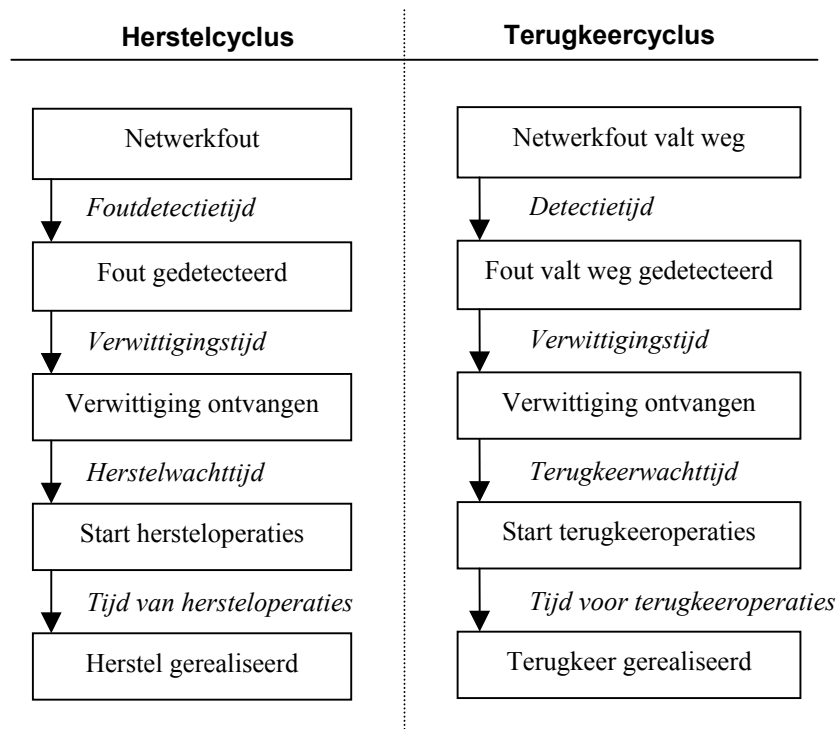 Herstelcyclus
Netwerkfout
Foutdetectietijd
Fout gedetecteerd
Verwittigingstijd
Verwittiging ontvangen
Herstelwachttijd
Start hersteloperaties
Tijd van hersteloperaties
Herstel gerealiseerd
Terugkeercyclus
Netwerkfout valt weg
Detectietijd
Fout valt weg gedetecteerd
Verwittigingstijd
Verwittiging ontvangen
Terugkeerwachttijd
Start terugkeeroperaties
Tijd voor terugkeeroperaties
Terugkeer gerealiseerd